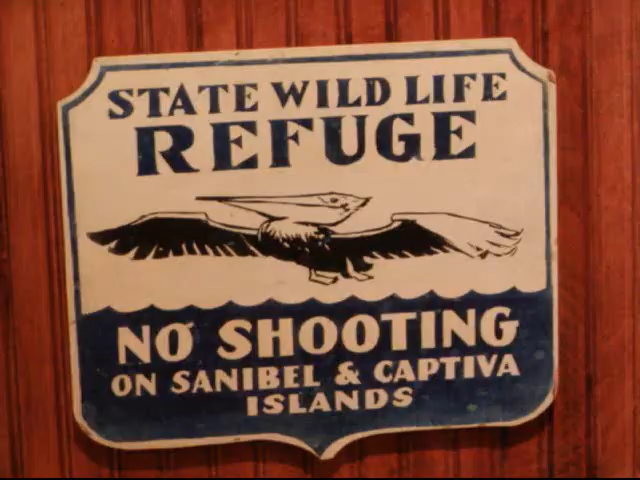 STATE WILD LIFE
REFUGE
NO SHOOTING
ON SANIBEL & CAPTIVA
ISLANDS